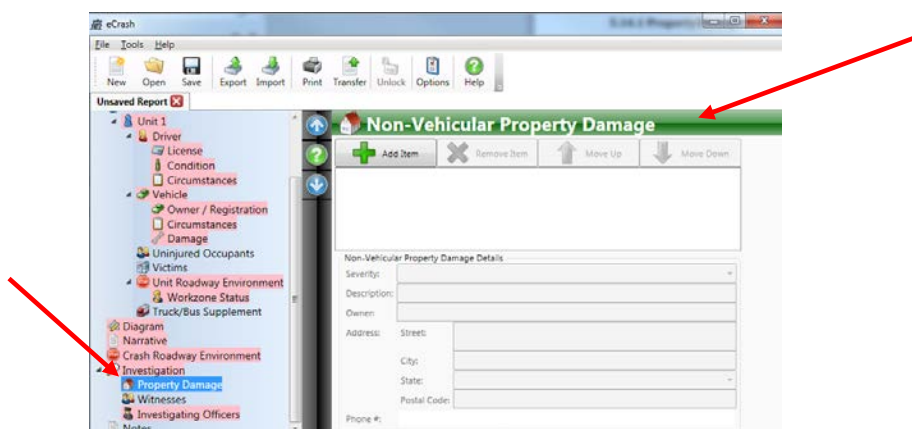 eCrash
File Tools Help
New Open Save Export Import Print Transfer Unlock Options Help
Unsaved Report
Unit 1
Driver
License
Condition
Circumstances
Vehicle
Owner / Registration
Circumstances
Damage
Uninjured Occupants
Victims
Unit Roadway Environment
Workzone Status
Truck/Bus Supplement
Diagram
Narrative
Crash Roadway Environment
Investigation
Property Damage
Witnesses
Investigating Officers
Notes
Non-Vehicular Property Damage
Add Item Remove Item Move Up Move Down
Non-Vehicular Property Damage Details
Severity:
Description:
Owner:
Address: Street:
City:
State:
Postal Code:
Phone #: